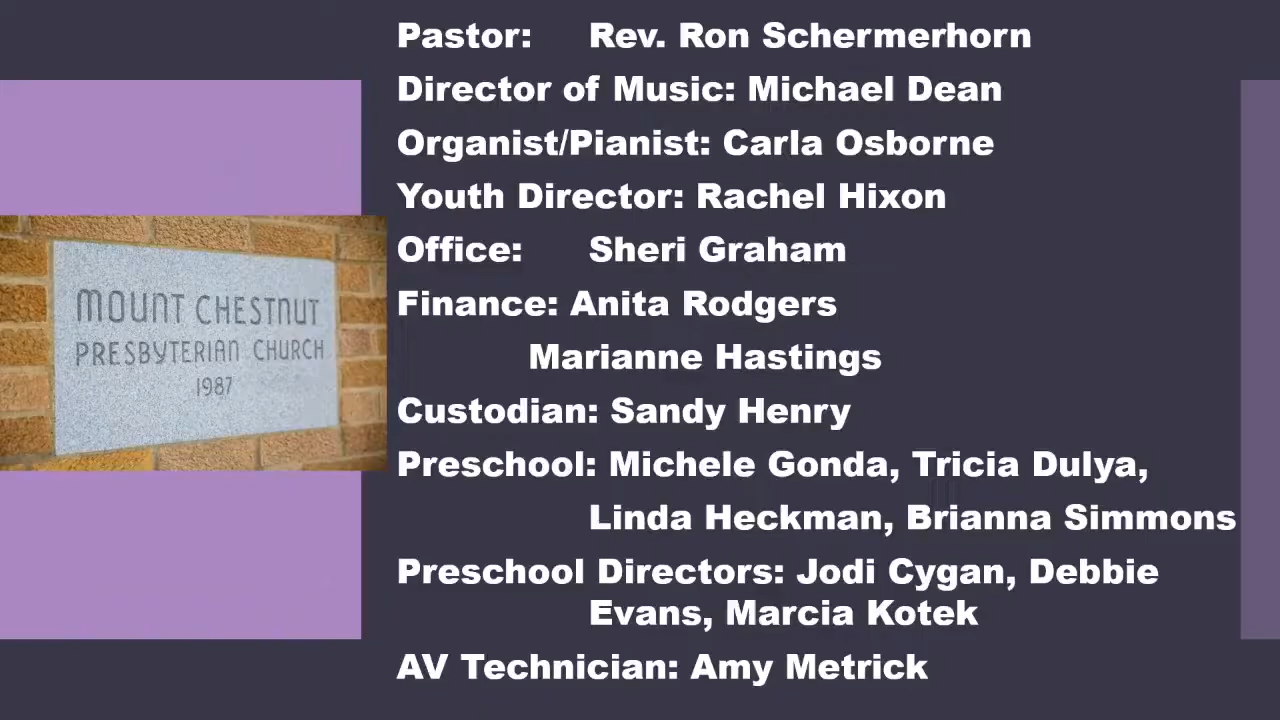 Pastor: Rev. Ron Schermerhorn
Director of Music: Michael Dean
Organist/Pianist: Carla Osborne
Youth Director: Rachel Hixon
Office: Sheri Graham
Finance: Anita Rodgers
Marianne Hastings
Custodian: Sandy Henry
Preschool: Michele Gonda, Tricia Dulya,
Linda Heckman, Brianna Simmons
Preschool Directors: Jodi Cygan, Debbie
Evans, Marcia Kotek
AV Technician: Amy Metrick
MOUNT CHESTNUT
PRESBYTERIAN CHURCH
1987